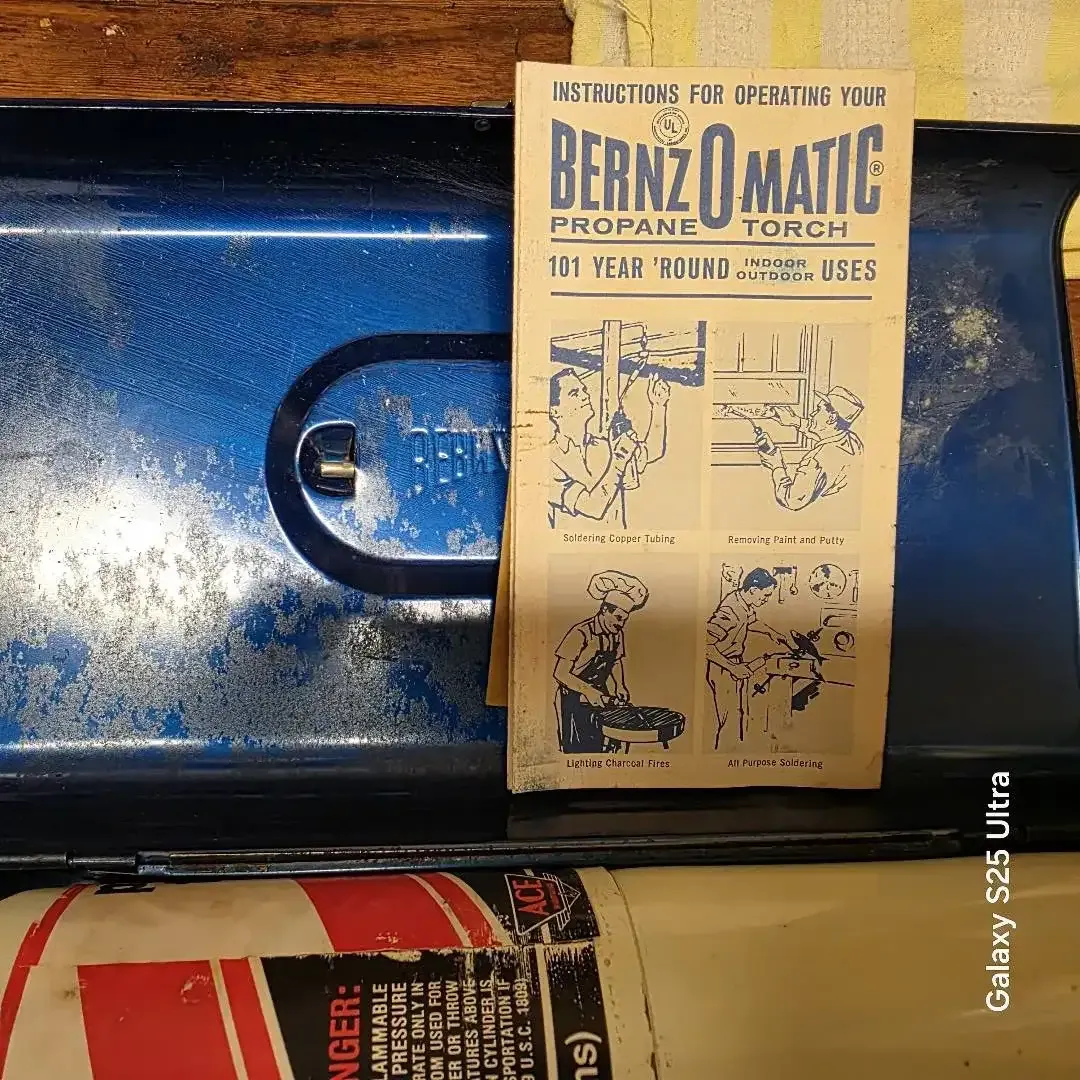 INSTRUCTIONS FOR OPERATING YOUR
UL
BERNZOMATIC®
PROPANE TORCH
101 YEAR 'ROUND INDOOR OUTDOOR USES
Soldering Copper Tubing
Removing Paint and Putty
Lighting Charcoal Fires
All Purpose Soldering
ACE
NGER:
LAMMABLE
PRESSURE
RATE ONLY IN
OM USED FOR
ER OR THROW
ATURES ABOVE
N CYLINDER IS
SPORTATION IF
9 U.S.C. 1809)
ns)
Galaxy S25 Ultra